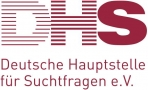 DHS
Deutsche Hauptstelle
für Suchtfragen e.V.